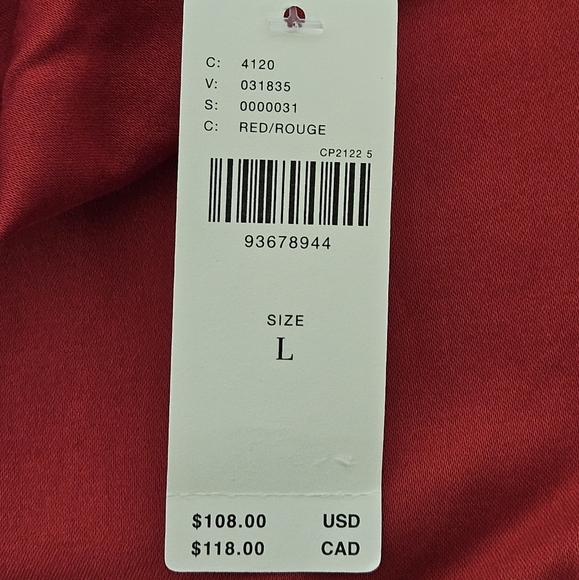 C: 4120
V: 031835
S: 0000031
C: RED/ROUGE
CP2122 5
93678944
SIZE
L
$108.00 USD
$118.00 CAD